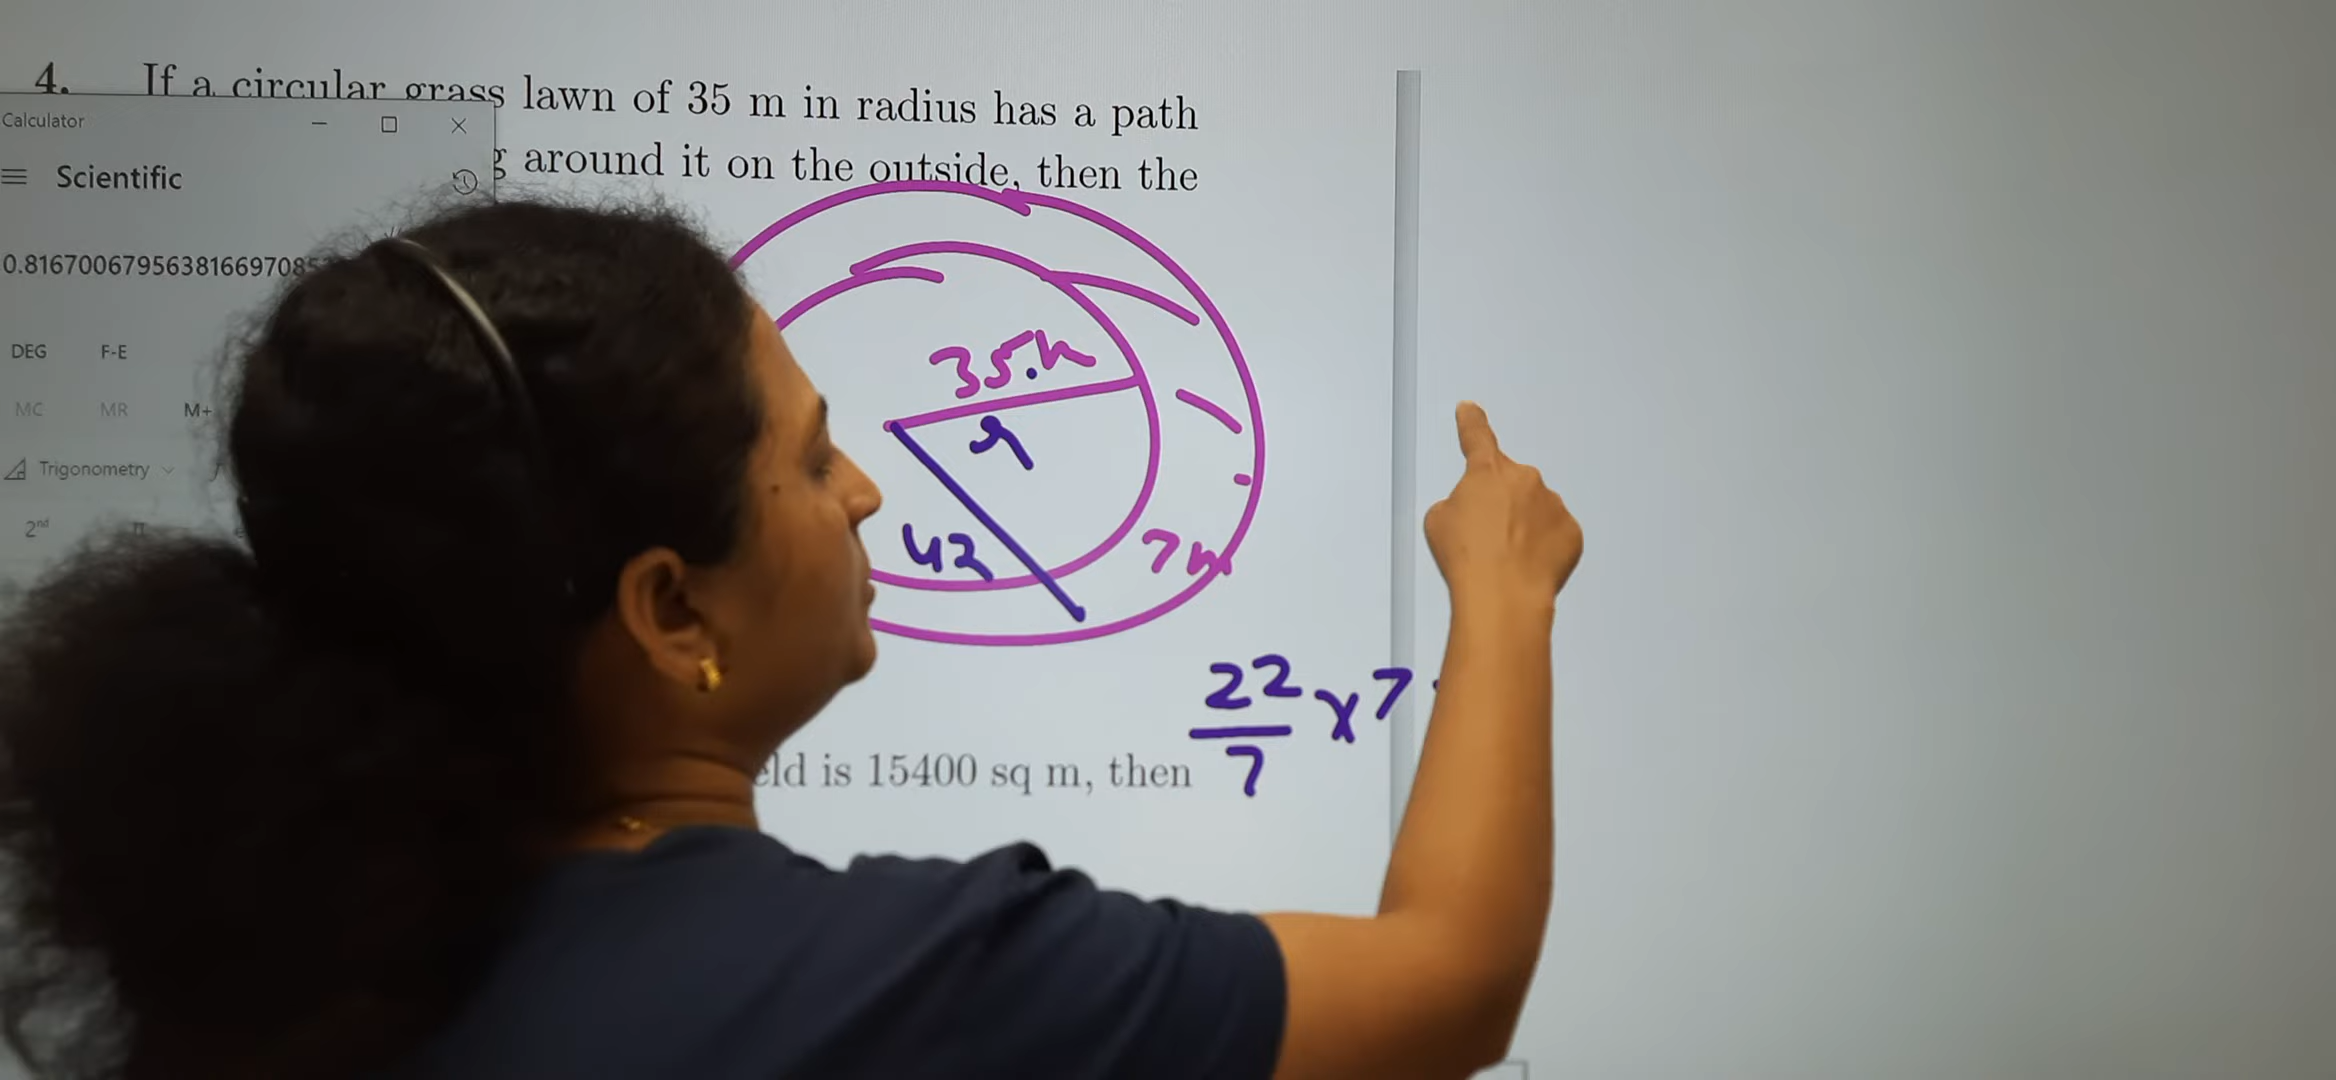 4. If a circular grass lawn of 35 m in radius has a path
around it on the outside, then the
Calculator
Scientific
0.8167006795638166970
DEG F-E
MC MR M+
Trigonometry
2nd π
35.m
r
42
7m
22/7 x 7
is 15400 sq m, then